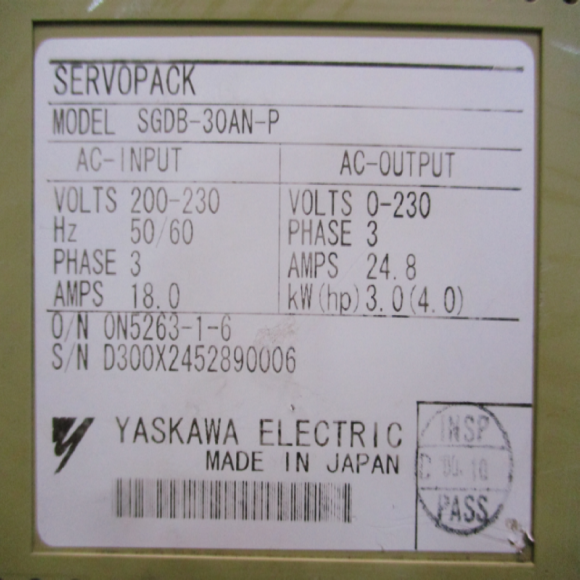 SERVOPACK
MODEL SGDB-30AN-P
AC-INPUT AC-OUTPUT
VOLTS 200-230 VOLTS 0-230
Hz 50/60 PHASE 3
PHASE 3 AMPS 24.8
AMPS 18.0 kW(hp)3.0(4.0)
O/N ON5263-1-6
S/N D300X2452890006
YASKAWA ELECTRIC
MADE IN JAPAN
INSP
PASS